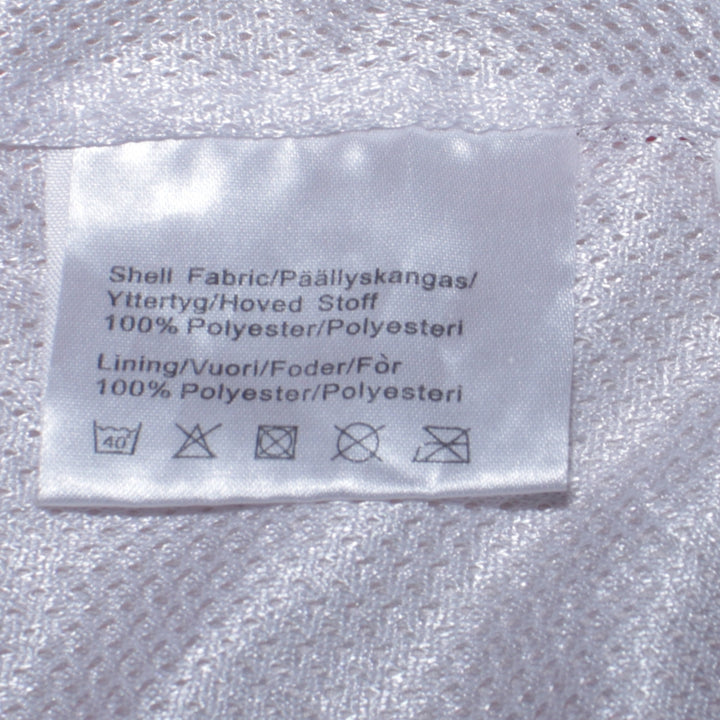 Shell Fabric/Päällyskangas/
Yttertyg/Hoved Stoff
100% Polyester/Polyesteri
Lining/Vuori/Foder/Fòr
100% Polyester/Polyesteri
40